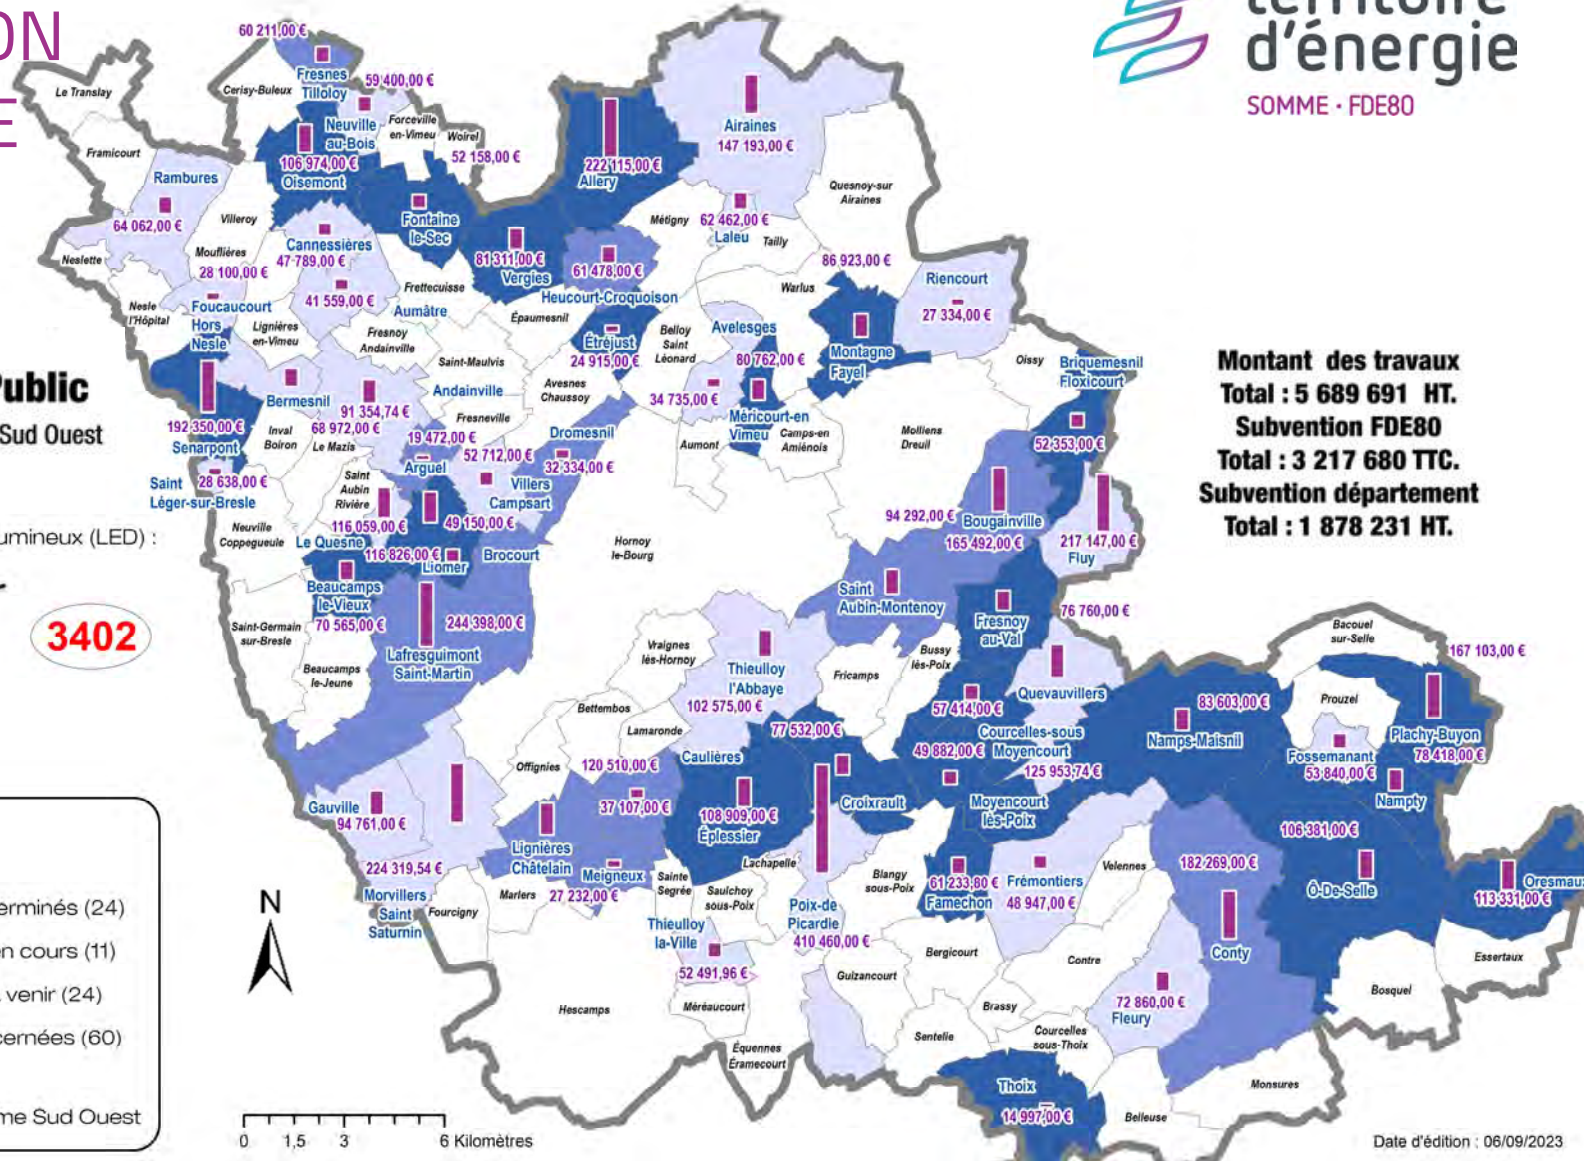 ON
E
territoire
d'énergie
SOMME • FDE80
Public
Sud Ouest
umineux (LED) :
3402
Montant des travaux
Total : 5 689 691 HT.
Subvention FDE80
Total : 3 217 680 TTC.
Subvention département
Total : 1 878 231 HT.
60 211,00 €
Fresnes
Tilloloy
Le Translay
Cerisy-Buleux
59 400,00 €
Neuville
au-Bois
Forceville
en-Vimeu
Woirel
52 158,00 €
Framicourt
106 974,00 €
Oisemont
222 115,00 €
Allery
Airaines
147 193,00 €
Rambures
64 062,00 €
Villeroy
Fontaine
le-Sec
Quesnoy-sur
Airaines
Métigny
62 462,00 €
Laleu
Tailly
Neslette
Mouflières
28 100,00 €
Cannessières
47 789,00 €
81 311,00 €
Vergies
61 478,00 €
Heucourt-Croquoison
86 923,00 €
Riencourt
27 334,00 €
Nesle
l'Hôpital
Foucaucourt
Hors
Nesle
41 559,00 €
Frettecuisse
Aumâtre
Épaumesnil
Warlus
Lignières
en-Vimeu
Fresnoy
Andainville
Saint-Maulvis
Étréjust
24 915,00 €
Belloy
Saint
Léonard
Avelesges
80 762,00 €
Montagne
Fayel
Oissy
Briquemesnil
Floxicourt
Bermesnil
91 354,74 €
68 972,00 €
Andainville
Avesnes
Chaussoy
34 735,00 €
Méricourt-en
Vimeu
192 350,00 €
Senarpont
Inval
Boiron
Le Mazis
Fresneville
19 472,00 €
52 712,00 €
Dromesnil
32 334,00 €
Aumont
Camps-en
Amiènois
Molliens
Dreuil
52 353,00 €
Saint
Léger-sur-Bresle
28 638,00 €
Saint
Aubin
Rivière
Arguel
Villers
Campsart
Neuville
Coppegueule
116 059,00 €
Le Quesne
49 150,00 €
116 826,00 €
Liomer
Brocourt
Hornoy
le-Bourg
94 292,00 €
Bougainville
165 492,00 €
217 147,00 €
Fluy
Beaucamps
le-Vieux
70 565,00 €
244 398,00 €
Lafresguimont
Saint-Martin
Saint
Aubin-Montenoy
Fresnoy
au-Val
76 760,00 €
Saint-Germain
sur-Bresle
Beaucamps
le-Jeune
Vraignes
lès-Hornoy
Thieulloy
l'Abbaye
102 575,00 €
Fricamps
Bussy
lès-Poix
Quevauvillers
Bacouel
sur-Selle
167 103,00 €
Bettembos
Lamaronde
77 532,00 €
57 414,00 €
Courcelles-sous
Moyencourt
125 953,74 €
83 603,00 €
Namps-Maisnil
Prouzel
Plachy-Buyon
78 418,00 €
Offignies
120 510,00 €
Caulières
49 882,00 €
Fossemanant
53 840,00 €
Nampty
Gauville
94 761,00 €
37 107,00 €
108 909,00 €
Éplessier
Croixrault
Moyencourt
lès-Poix
Lignières
Châtelain
Meigneux
27 232,00 €
Lachapelle
106 381,00 €
Ô-De-Selle
224 319,54 €
Morvillers
Saint
Saturnin
Fourcigny
Marlers
Sainte
Segrée
Saulchoy
sous-Poix
Blangy
sous-Poix
61 233,80 €
Famechon
Frémontiers
48 947,00 €
Velennes
182 269,00 €
Conty
Oresmaux
113 331,00 €
Thieulloy
la-Ville
52 491,96 €
Poix-de
Picardie
410 460,00 €
Bergicourt
Contre
Essertaux
Guizancourt
72 860,00 €
Fleury
Bosquel
Hescamps
Méréaucourt
Brassy
Équennes
Éramecourt
Sentelie
Courcelles
sous-Thoix
Thoix
14 997,00 €
Belleuse
Monsures
erminés (24)
en cours (11)
venir (24)
cernées (60)
me Sud Ouest
N
0 1,5 3 6 Kilomètres
Date d'édition : 06/09/2023